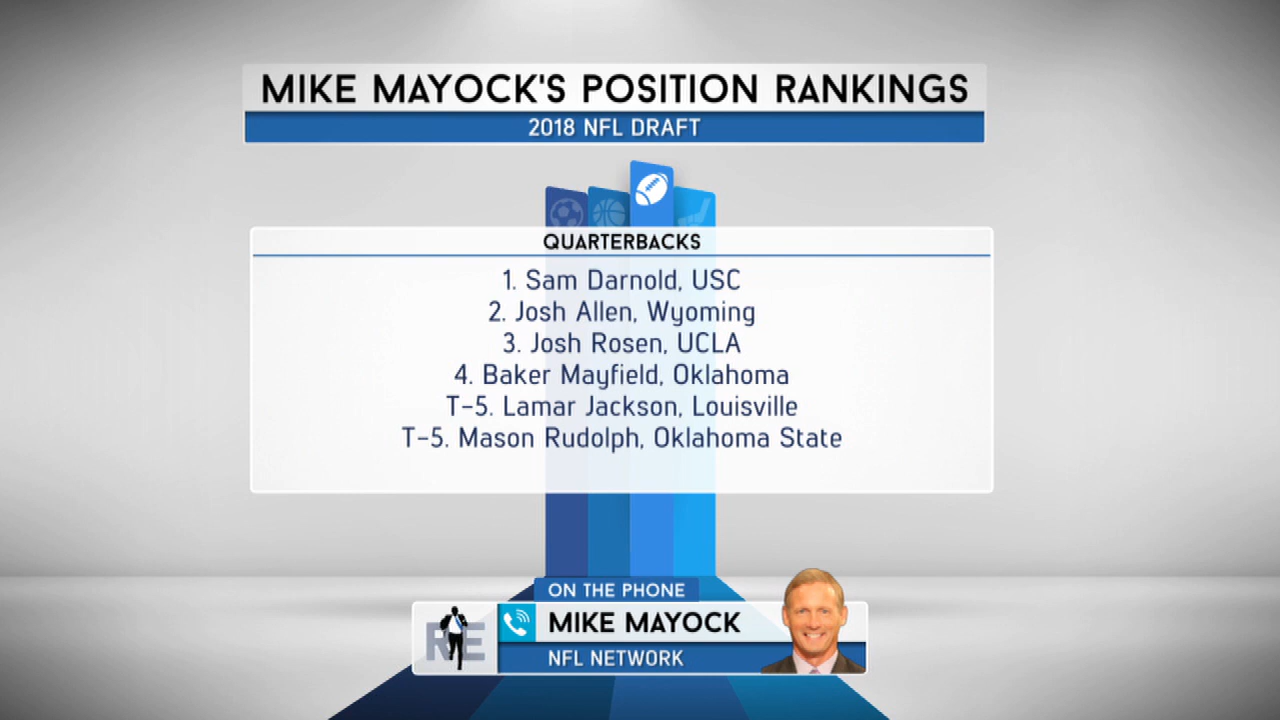 MIKE MAYOCK'S POSITION RANKINGS
2018 NFL DRAFT
QUARTERBACKS
1. Sam Darnold, USC
2. Josh Allen, Wyoming
3. Josh Rosen, UCLA
4. Baker Mayfield, Oklahoma
T-5. Lamar Jackson, Louisville
T-5. Mason Rudolph, Oklahoma State
ON THE PHONE
RE
MIKE MAYOCK
NFL NETWORK